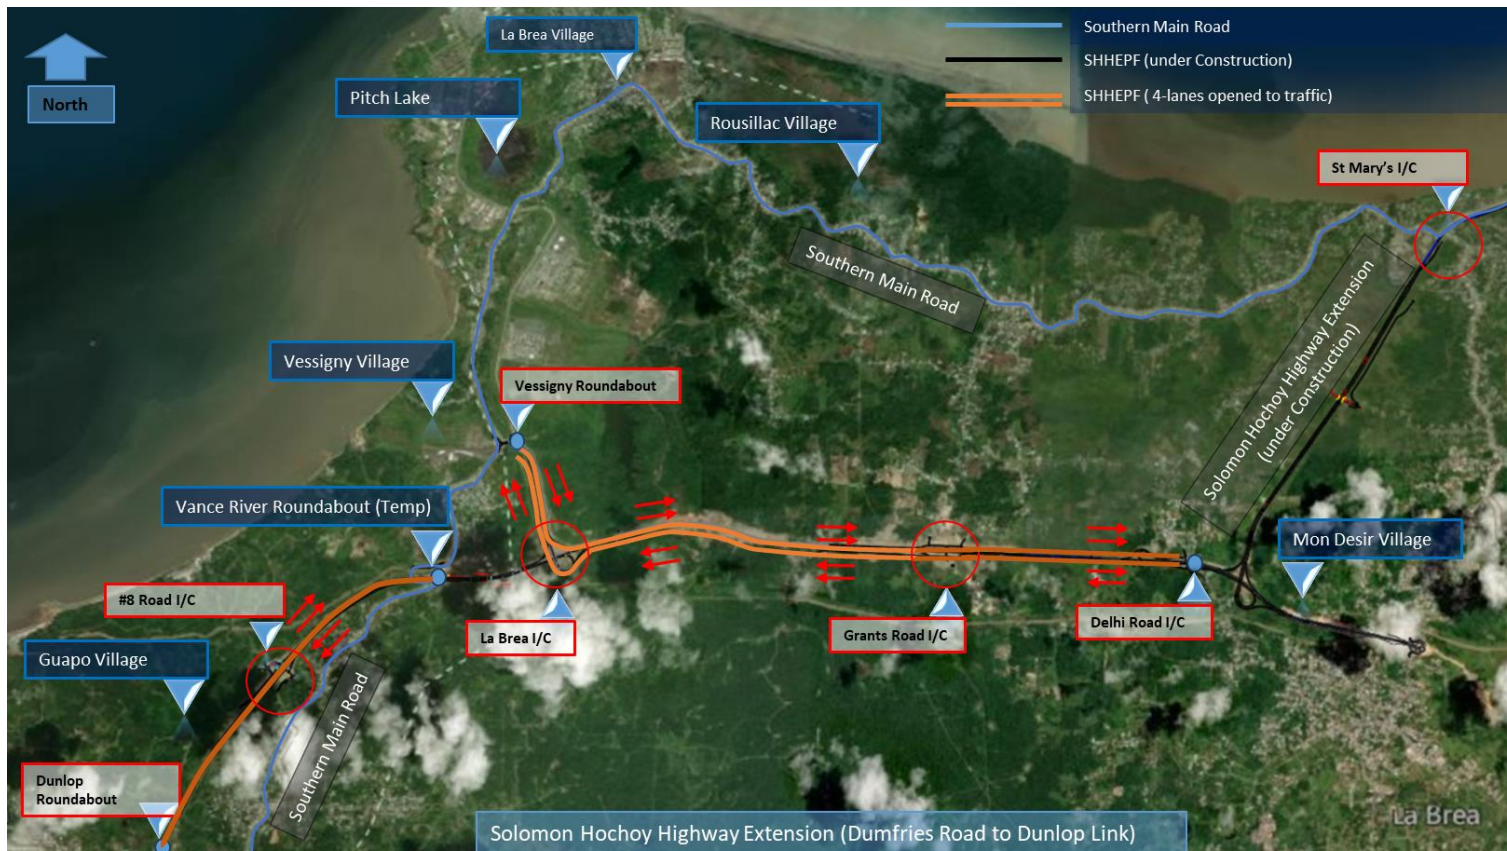 La Brea Village
Southern Main Road
SHHEPF (under Construction)
SHHEPF ( 4-lanes opened to traffic)
North
Pitch Lake
Rousillac Village
St Mary's I/C
Southern Main Road
Solomon Hochoy Highway Extension
(under Construction)
Vessigny Village
Vessigny Roundabout
Vance River Roundabout (Temp)
Mon Desir Village
#8 Road I/C
La Brea I/C
Grants Road I/C
Delhi Road I/C
Guapo Village
Southern Main Road
Dunlop
Roundabout
Solomon Hochoy Highway Extension (Dumfries Road to Dunlop Link)
La Brea